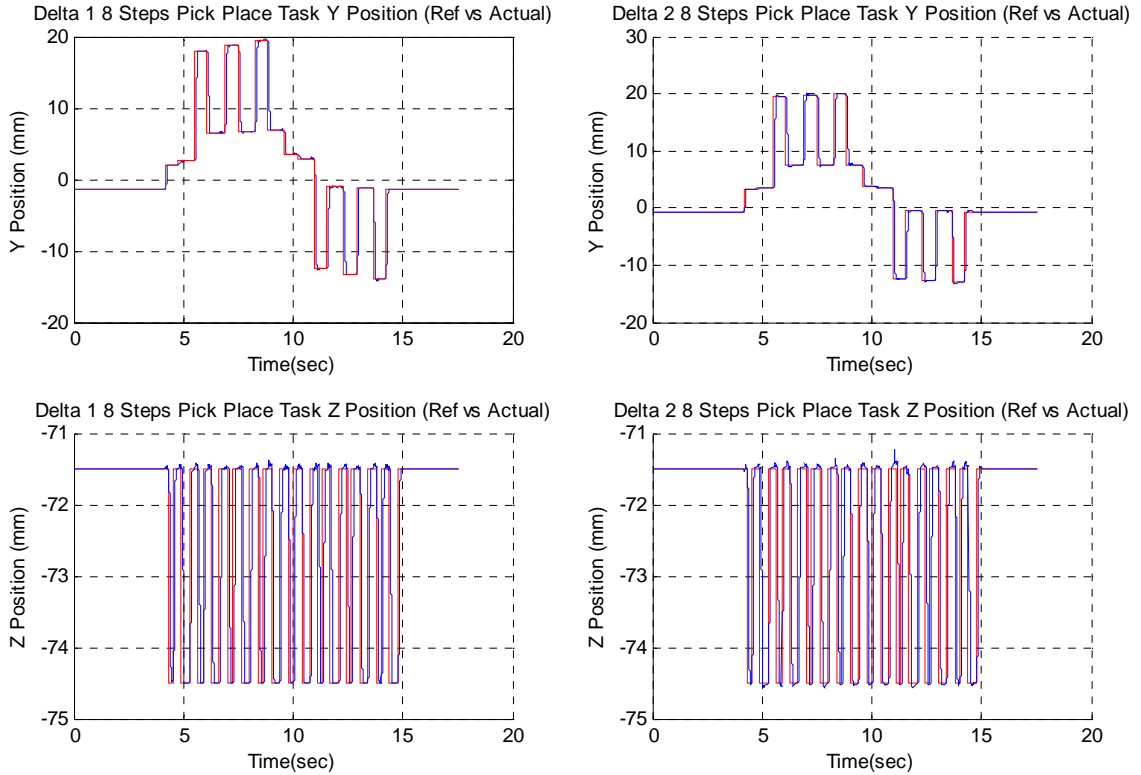 Delta 1 8 Steps Pick Place Task Y Position (Ref vs Actual)
20
10
0
-10
-20
Y Position (mm)
0 5 10 15 20
Time(sec)
Delta 2 8 Steps Pick Place Task Y Position (Ref vs Actual)
30
20
10
0
-10
-20
Y Position (mm)
0 5 10 15 20
Time(sec)
Delta 1 8 Steps Pick Place Task Z Position (Ref vs Actual)
-71
-72
-73
-74
-75
Z Position (mm)
0 5 10 15 20
Time(sec)
Delta 2 8 Steps Pick Place Task Z Position (Ref vs Actual)
-71
-72
-73
-74
-75
Z Position (mm)
0 5 10 15 20
Time(sec)